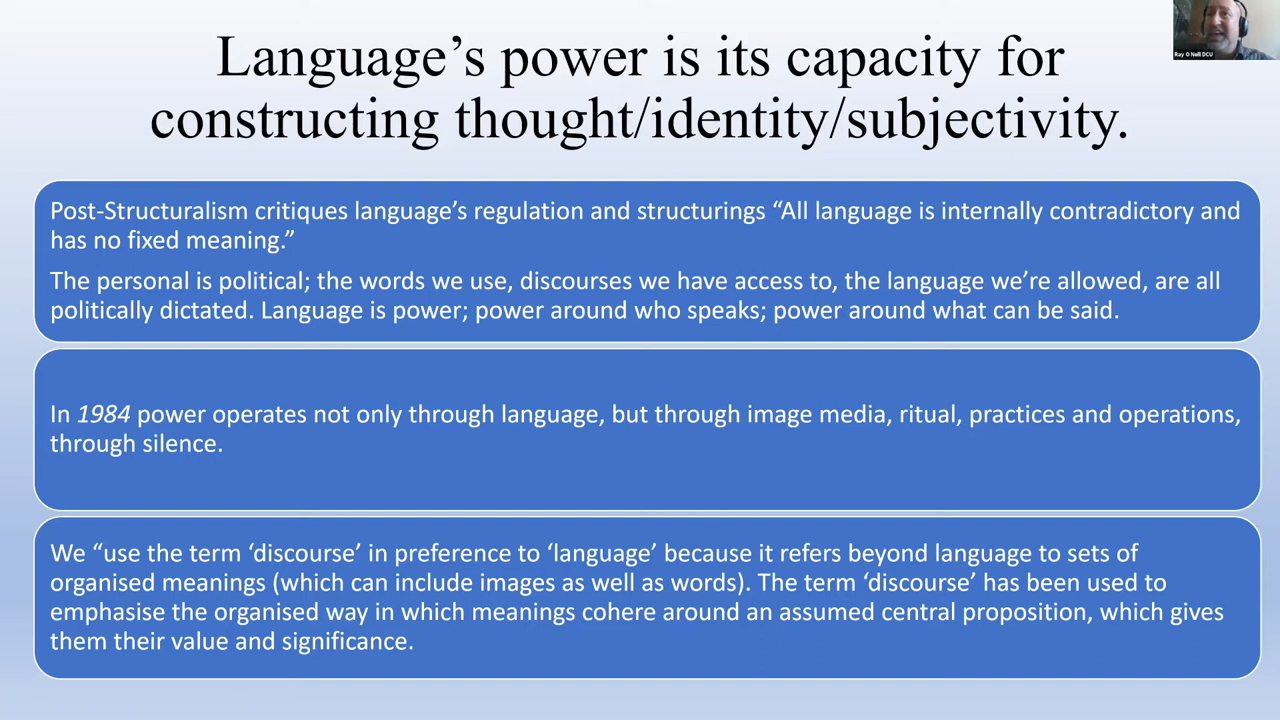 Language’s power is its capacity for
constructing thought/identity/subjectivity.
Ray O Neill DCU
Post-Structuralism critiques language’s regulation and structurings “All language is internally contradictory and
has no fixed meaning.”
The personal is political; the words we use, discourses we have access to, the language we’re allowed, are all
politically dictated. Language is power; power around who speaks; power around what can be said.
In 1984 power operates not only through language, but through image media, ritual, practices and operations,
through silence.
We “use the term ‘discourse’ in preference to ‘language’ because it refers beyond language to sets of
organised meanings (which can include images as well as words). The term ‘discourse’ has been used to
emphasise the organised way in which meanings cohere around an assumed central proposition, which gives
them their value and significance.